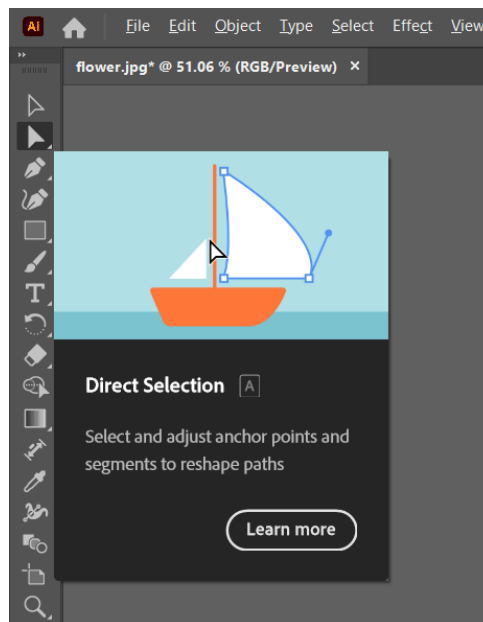 Ai File Edit Object Type Select Effect View
flower.jpg* @ 51.06 % (RGB/Preview) ×
Direct Selection A
Select and adjust anchor points and
segments to reshape paths
Learn more